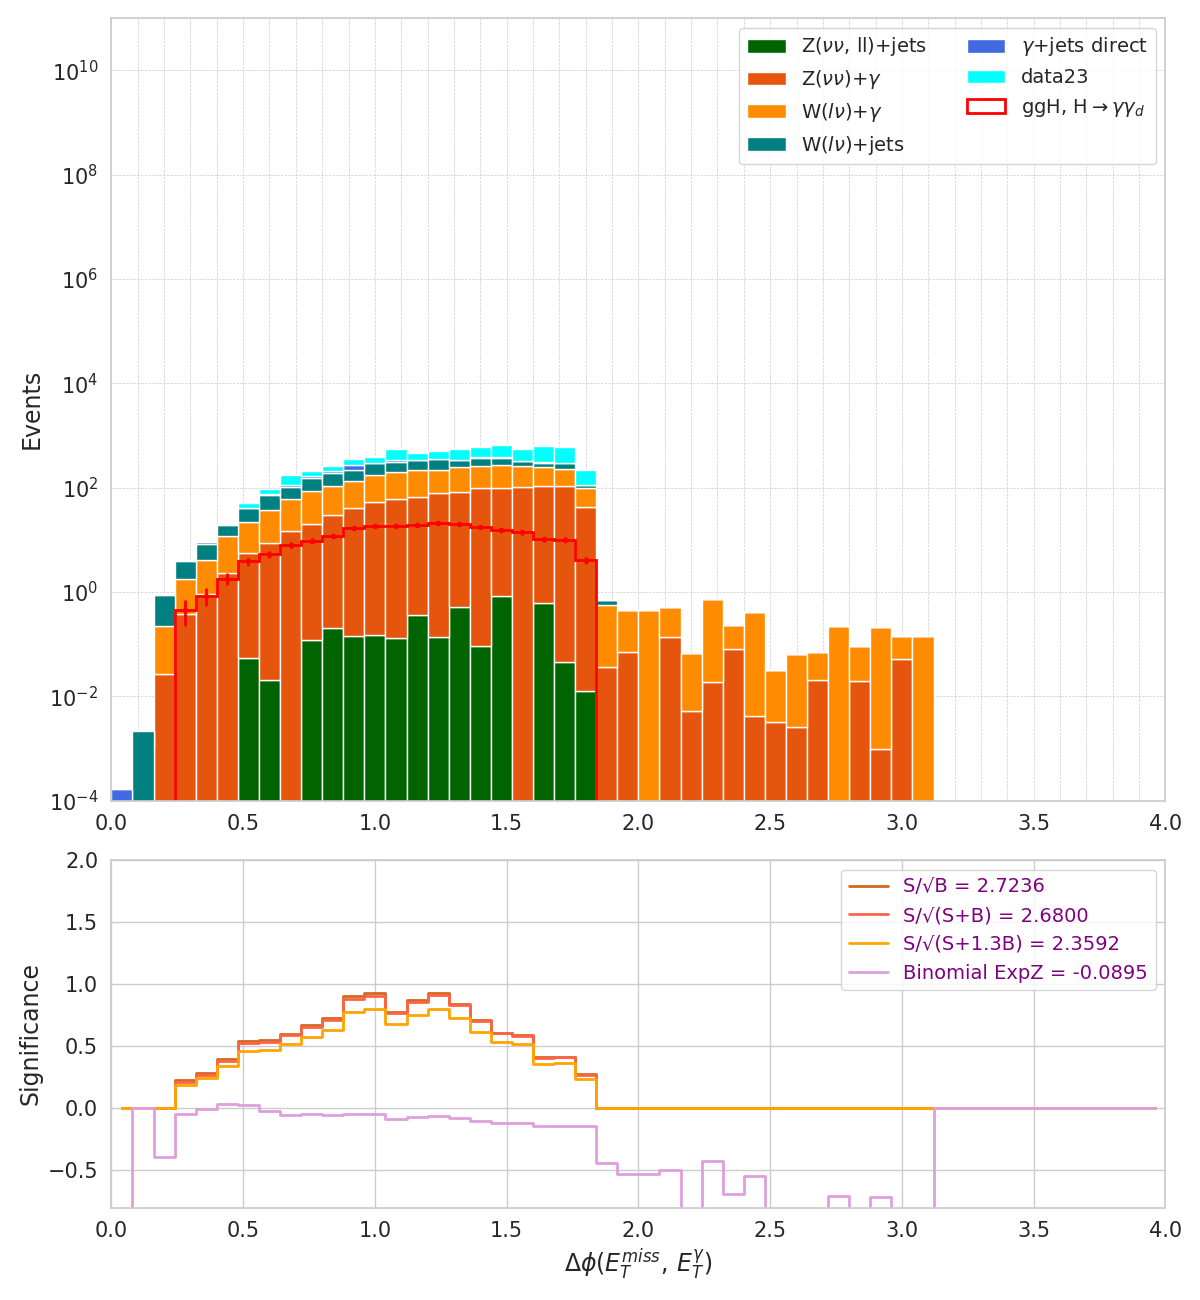 Z(νν, ll)+jets
Z(νν)+γ
W(lν)+γ
W(lν)+jets
γ+jets direct
data23
ggH, H→γγ_d
Events
10^10
10^8
10^6
10^4
10^2
10^0
10^−2
10^−4
0.0 0.5 1.0 1.5 2.0 2.5 3.0 3.5 4.0
S/√B = 2.7236
S/√(S+B) = 2.6800
S/√(S+1.3B) = 2.3592
Binomial ExpZ = -0.0895
Significance
2.0
1.5
1.0
0.5
0.0
−0.5
0.0 0.5 1.0 1.5 2.0 2.5 3.0 3.5 4.0
Δϕ(E_T^miss, E_T^γ)